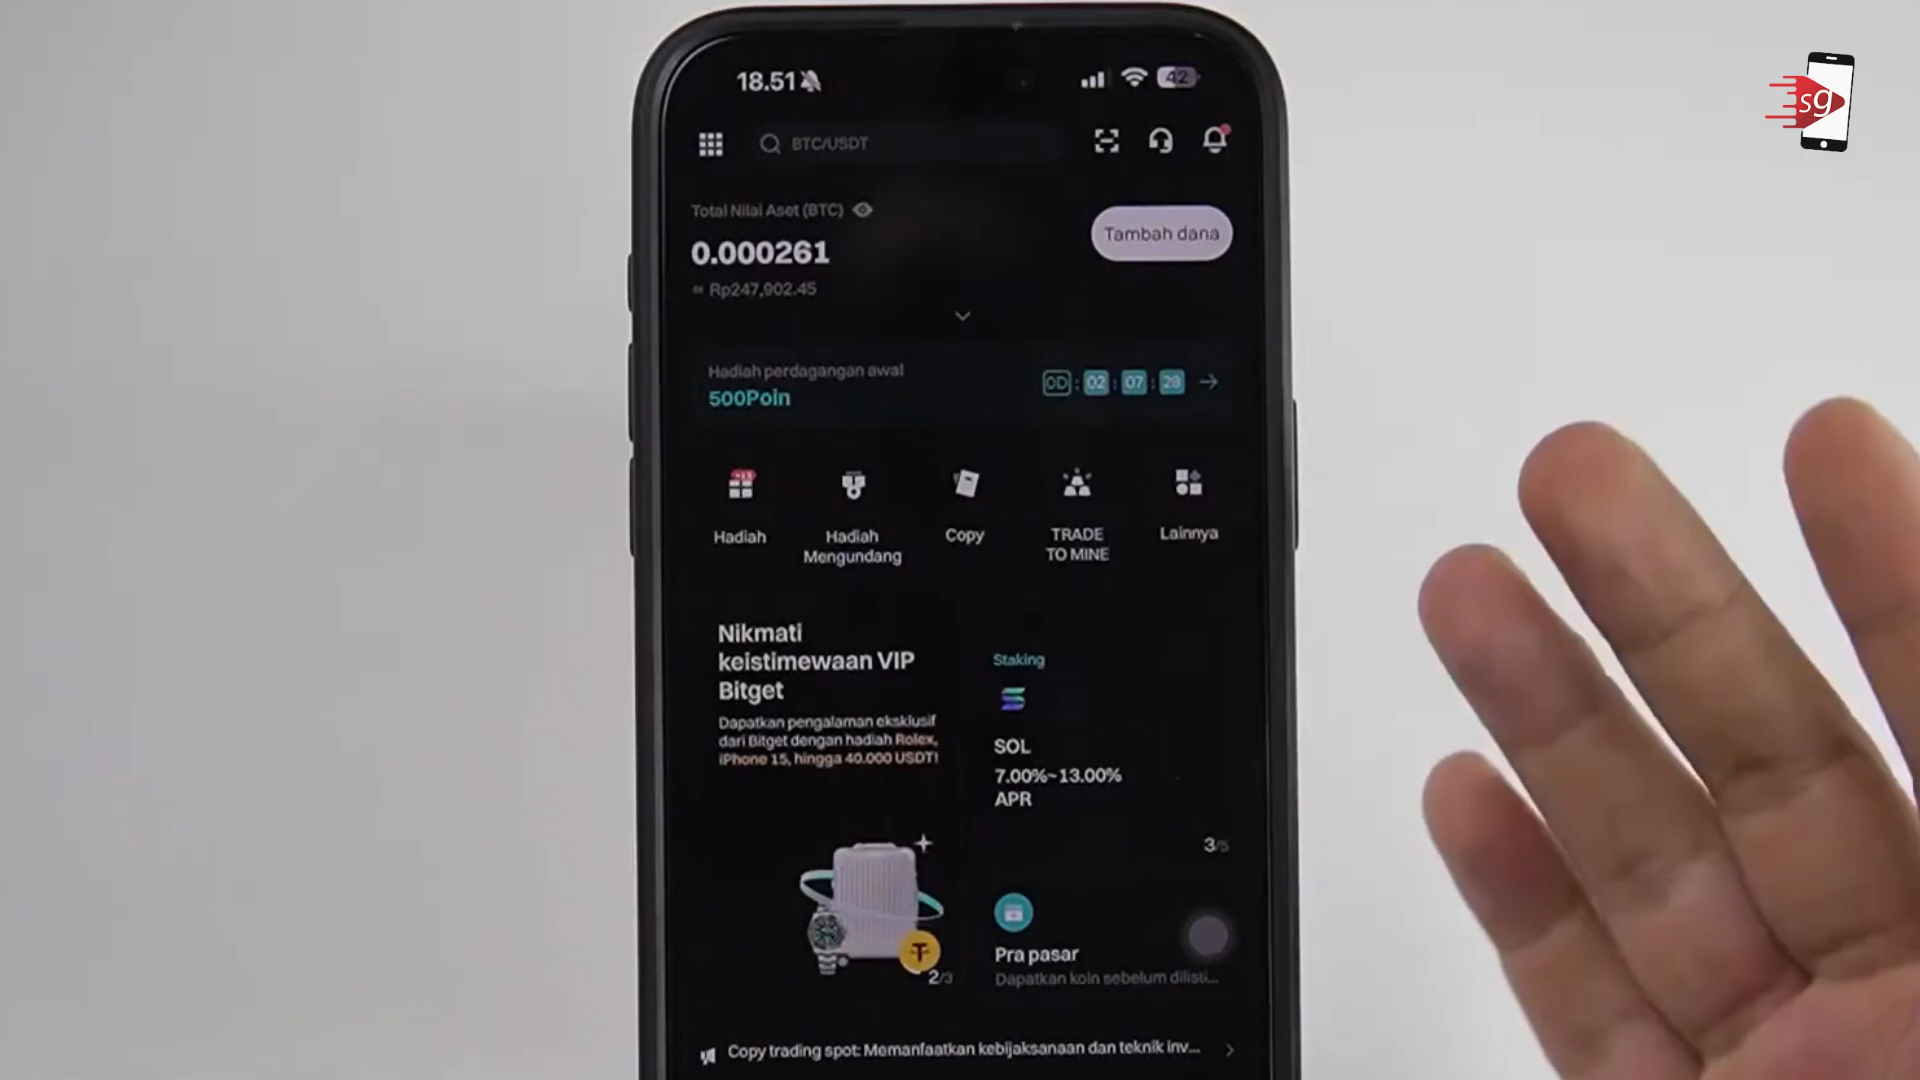 18.51
42
sg
BTC/USDT
Total Nilai Aset (BTC)
0.000261
≈ Rp247,902.45
Tambah dana
Hadiah perdagangan awal
500Poin
0D : 02 : 07 : 28
Hadiah
Hadiah
Mengundang
Copy
TRADE
TO MINE
Lainnya
Nikmati
keistimewaan VIP
Bitget
Dapatkan pengalaman eksklusif
dari Bitget dengan hadiah Rolex,
iPhone 15, hingga 40.000 USDT!
2/3
Staking
SOL
7.00%~13.00%
APR
3/5
Pra pasar
Dapatkan koin sebelum dilisti...
Copy trading spot: Memanfaatkan kebijaksanaan dan teknik inv...